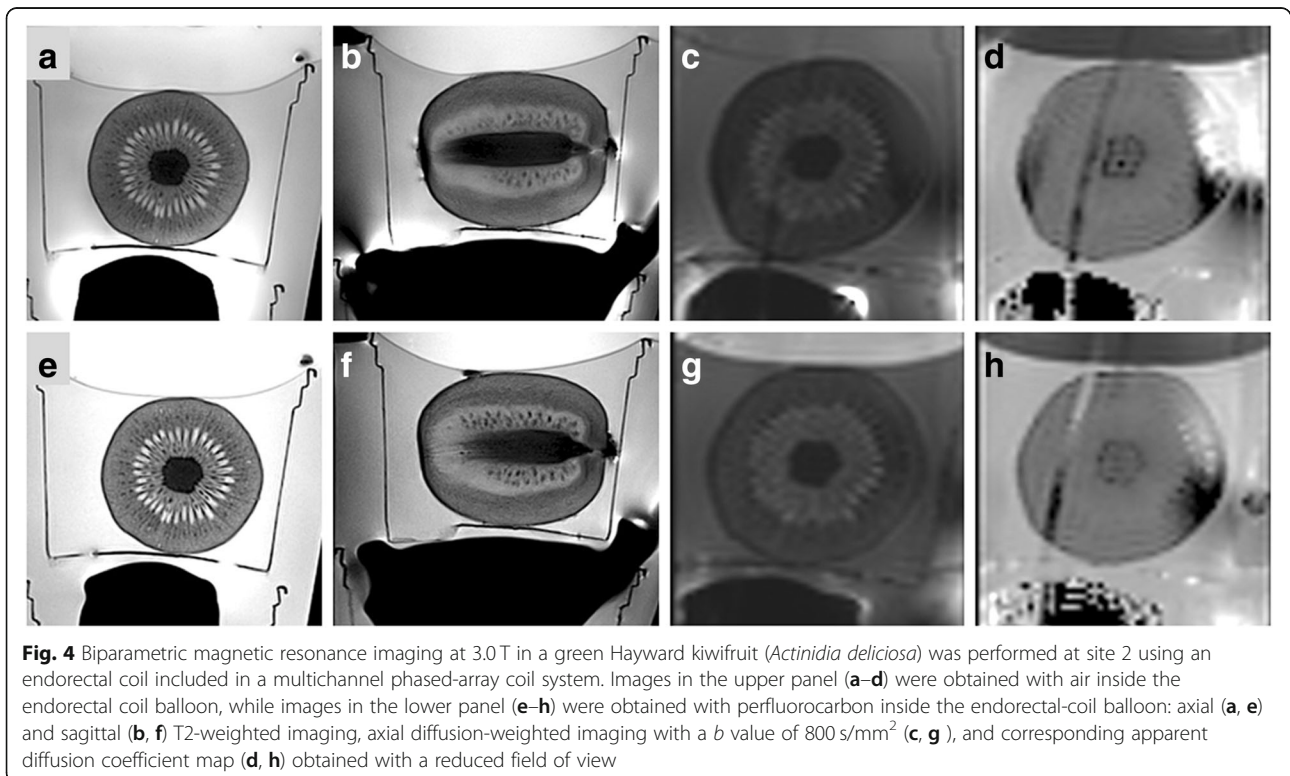 a b c d
e f g h
Fig. 4 Biparametric magnetic resonance imaging at 3.0 T in a green Hayward kiwifruit (Actinidia deliciosa) was performed at site 2 using an
endorectal coil included in a multichannel phased-array coil system. Images in the upper panel (a–d) were obtained with air inside the
endorectal coil balloon, while images in the lower panel (e–h) were obtained with perfluorocarbon inside the endorectal-coil balloon: axial (a, e)
and sagittal (b, f) T2-weighted imaging, axial diffusion-weighted imaging with a b value of 800 s/mm² (c, g ), and corresponding apparent
diffusion coefficient map (d, h) obtained with a reduced field of view